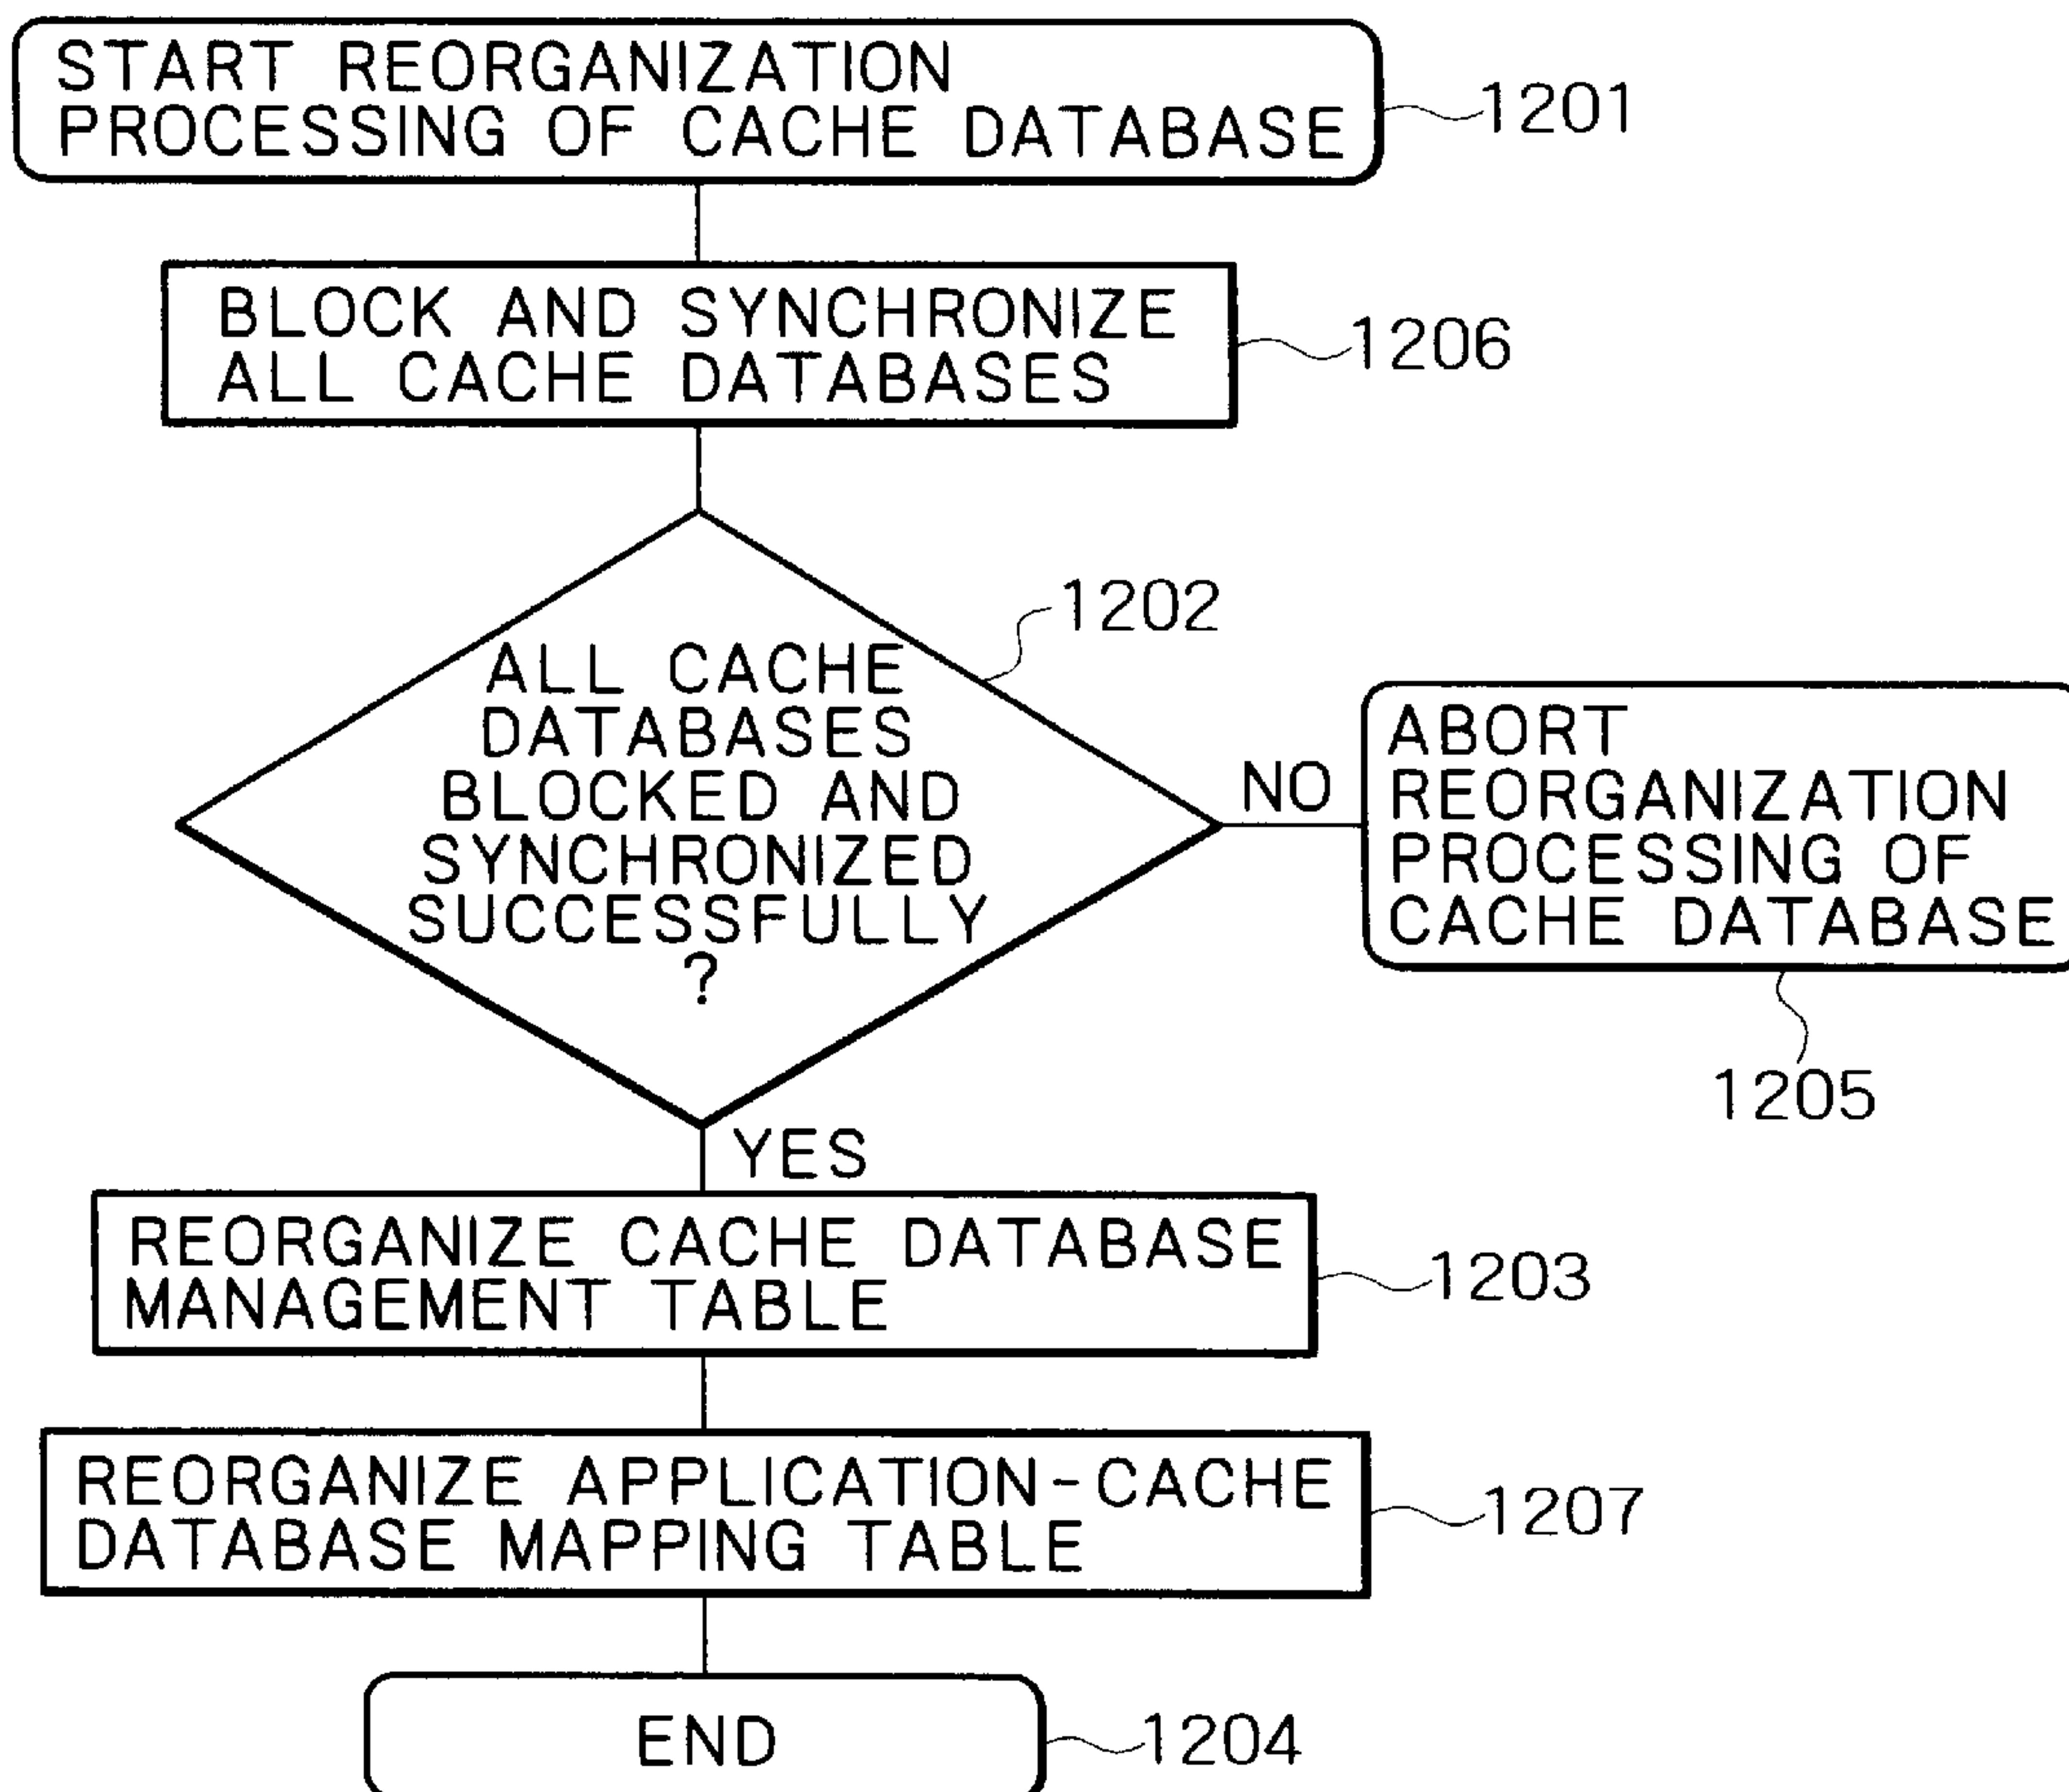 START REORGANIZATION
PROCESSING OF CACHE DATABASE
1201
BLOCK AND SYNCHRONIZE
ALL CACHE DATABASES
1206
1202
ALL CACHE
DATABASES
BLOCKED AND
SYNCHRONIZED
SUCCESSFULLY
?
NO
ABORT
REORGANIZATION
PROCESSING OF
CACHE DATABASE
1205
YES
REORGANIZE CACHE DATABASE
MANAGEMENT TABLE
1203
REORGANIZE APPLICATION-CACHE
DATABASE MAPPING TABLE
1207
END
1204